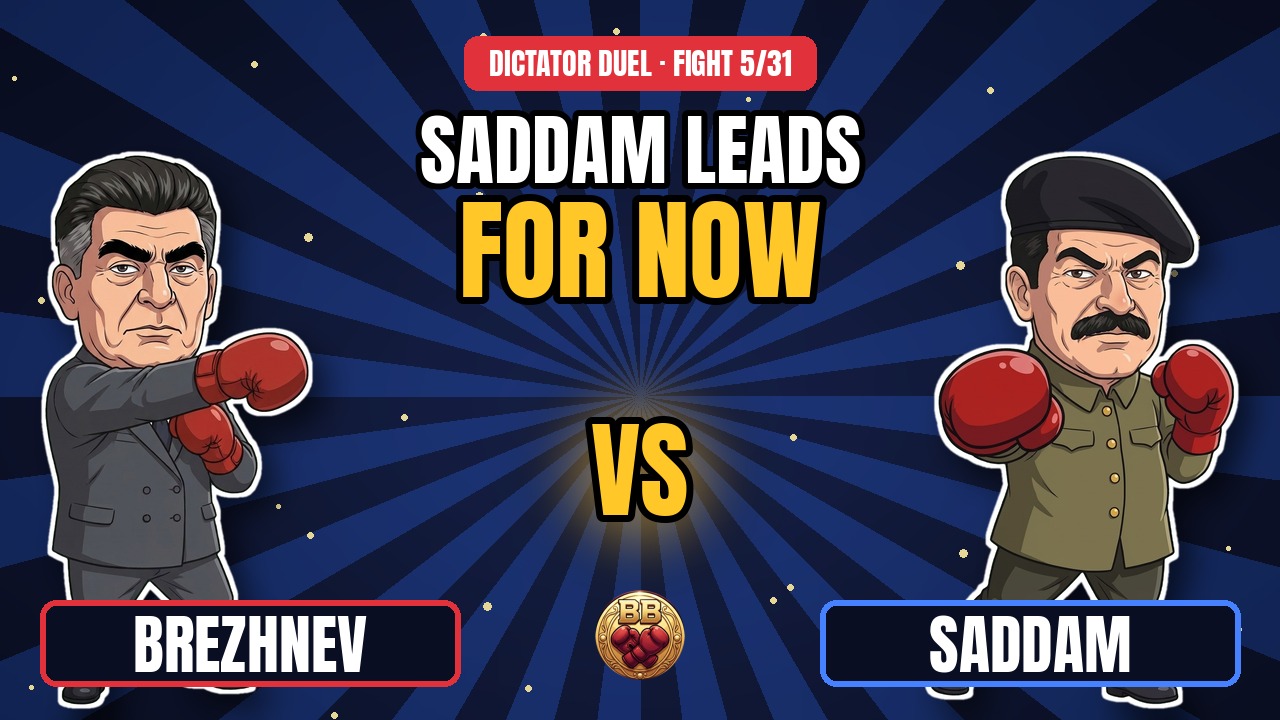 DICTATOR DUEL · FIGHT 5/31
SADDAM LEADS
FOR NOW
VS
BREZHNEV
BB
SADDAM